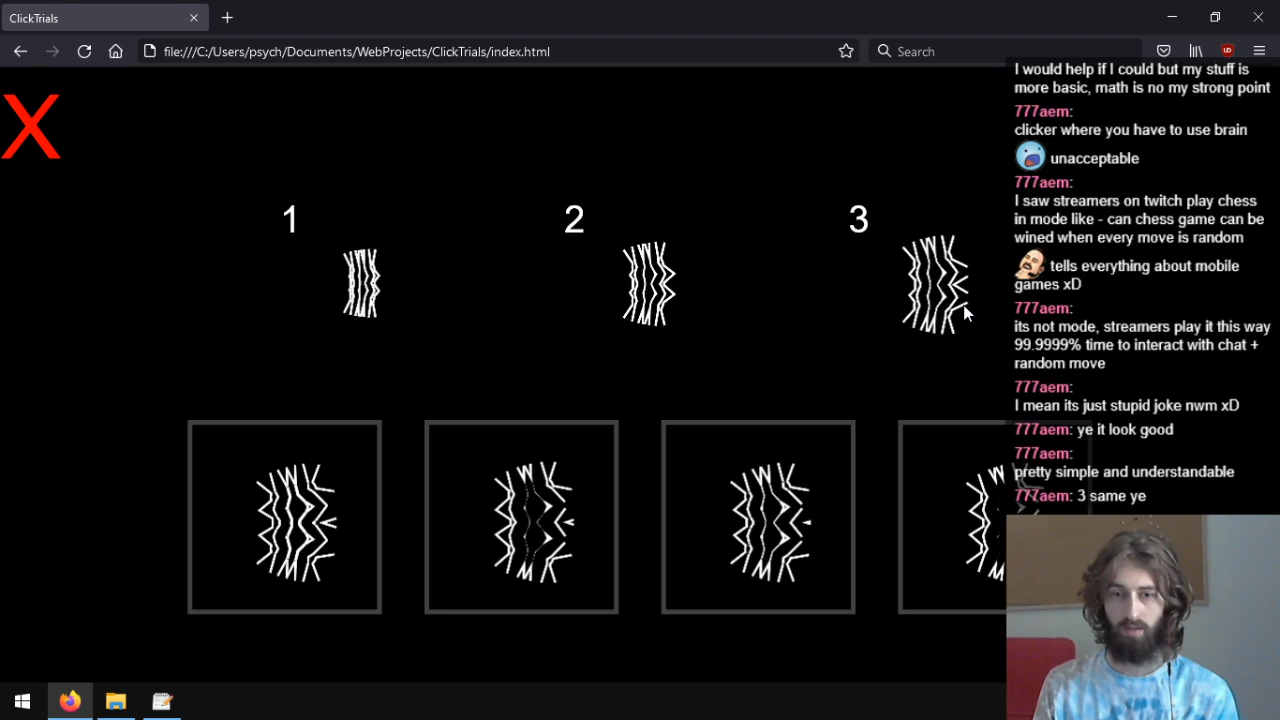 ClickTrials
file:///C:/Users/psych/Documents/WebProjects/ClickTrials/index.html
Search
X
1
2
3
I would help if I could but my stuff is
more basic, math is no my strong point
777aem:
clicker where you have to use brain
unacceptable
777aem:
I saw streamers on twitch play chess
in mode like - can chess game can be
wined when every move is random
tells everything about mobile
games xD
777aem:
its not mode, streamers play it this way
99.9999% time to interact with chat +
random move
777aem:
I mean its just stupid joke nwm xD
777aem: ye it look good
777aem:
pretty simple and understandable
777aem: 3 same ye